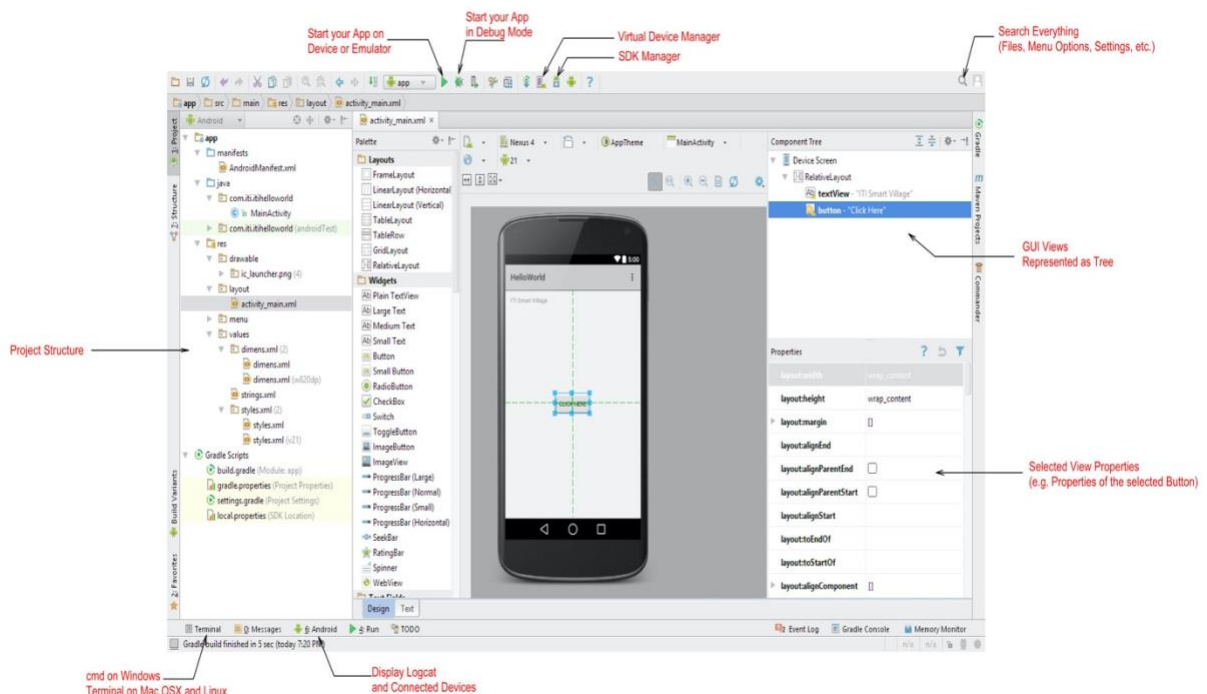 Start your App on
Device or Emulator
Start your App
in Debug Mode
Virtual Device Manager
SDK Manager
Search Everything
(Files, Menu Options, Settings, etc.)
app
?
app
src
main
res
layout
activity_main.xml
1: Project
2: Structure
Build Variants
2: Favorites
Android
app
manifests
AndroidManifest.xml
java
com.iti.itihelloworld
MainActivity
com.iti.itihelloworld (androidTest)
res
drawable
ic_launcher.png (4)
layout
activity_main.xml
menu
values
dimens.xml (2)
dimens.xml
dimens.xml (w820dp)
strings.xml
styles.xml (2)
styles.xml
styles.xml (v21)
Gradle Scripts
build.gradle (Module: app)
gradle.properties (Project Properties)
settings.gradle (Project Settings)
local.properties (SDK Location)
Project Structure
activity_main.xml
Palette
Layouts
FrameLayout
LinearLayout (Horizontal
LinearLayout (Vertical)
TableLayout
TableRow
GridLayout
RelativeLayout
Widgets
Plain TextView
Large Text
Medium Text
Small Text
Button
Small Button
RadioButton
CheckBox
Switch
ToggleButton
ImageButton
ImageView
ProgressBar (Large)
ProgressBar (Normal)
ProgressBar (Small)
ProgressBar (Horizontal)
SeekBar
RatingBar
Spinner
WebView
Text Fields
Design
Text
Nexus 4
AppTheme
MainActivity
21
5:00
HelloWorld
ITI Smart Village
CLICK HERE
Component Tree
Device Screen
RelativeLayout
textView - "ITI Smart Village"
button - "Click Here"
GUI Views
Represented as Tree
Properties
?
layout:width wrap_content
layout:height wrap_content
layout:margin []
layout:alignEnd
layout:alignParentEnd
layout:alignParentStart
layout:alignStart
layout:toEndOf
layout:toStartOf
layout:alignComponent []
Selected View Properties
(e.g. Properties of the selected Button)
Gradle
Maven Projects
Commander
Terminal
0: Messages
6: Android
4: Run
TODO
Event Log
Gradle Console
Memory Monitor
Gradle build finished in 5 sec (today 7:20 PM)
n/a
n/a
cmd on Windows
Terminal on Mac OSX and Linux
Display Logcat
and Connected Devices